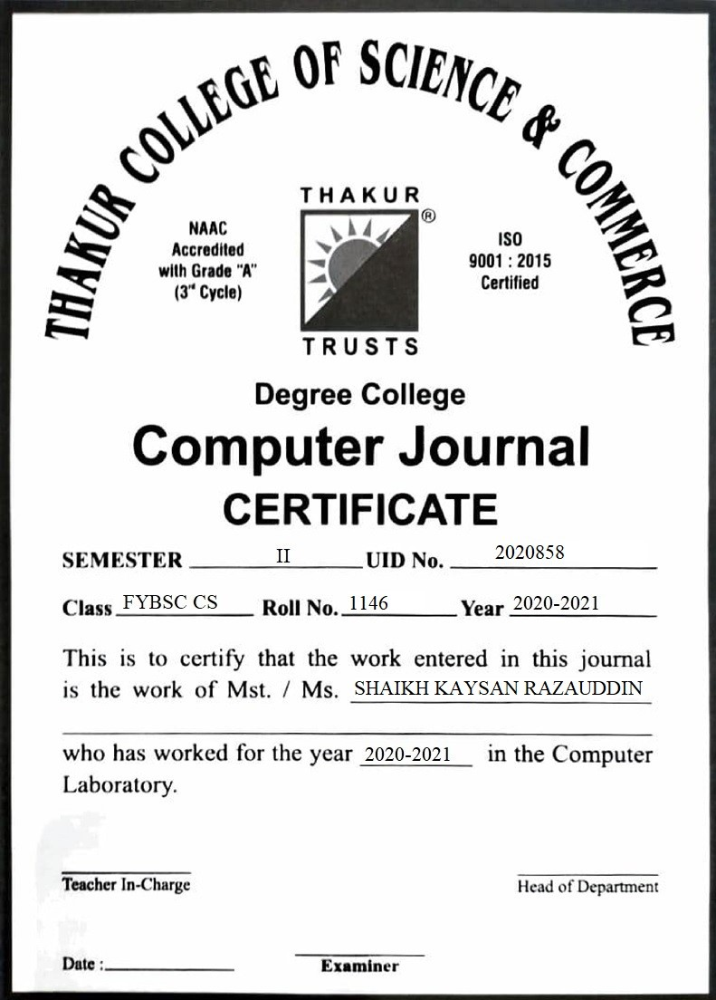 THAKUR COLLEGE OF SCIENCE & COMMERCE
THAKUR
®
NAAC
Accredited
with Grade "A"
(3rd Cycle)
ISO
9001 : 2015
Certified
TRUSTS
Degree College
Computer Journal
CERTIFICATE
SEMESTER II UID No. 2020858
Class FYBSC CS Roll No. 1146 Year 2020-2021
This is to certify that the work entered in this journal
is the work of Mst. / Ms. SHAIKH KAYSAN RAZAUDDIN
who has worked for the year 2020-2021 in the Computer
Laboratory.
Teacher In-Charge
Head of Department
Date :
Examiner